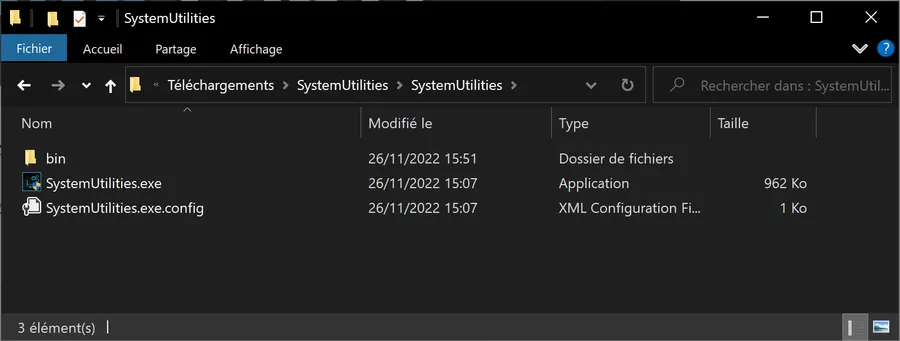 SystemUtilities
Fichier Accueil Partage Affichage
« Téléchargements > SystemUtilities > SystemUtilities > Rechercher dans : SystemUtil...
Nom Modifié le Type Taille
bin 26/11/2022 15:51 Dossier de fichiers
SystemUtilities.exe 26/11/2022 15:07 Application 962 Ko
SystemUtilities.exe.config 26/11/2022 15:07 XML Configuration Fi... 1 Ko
3 élément(s)